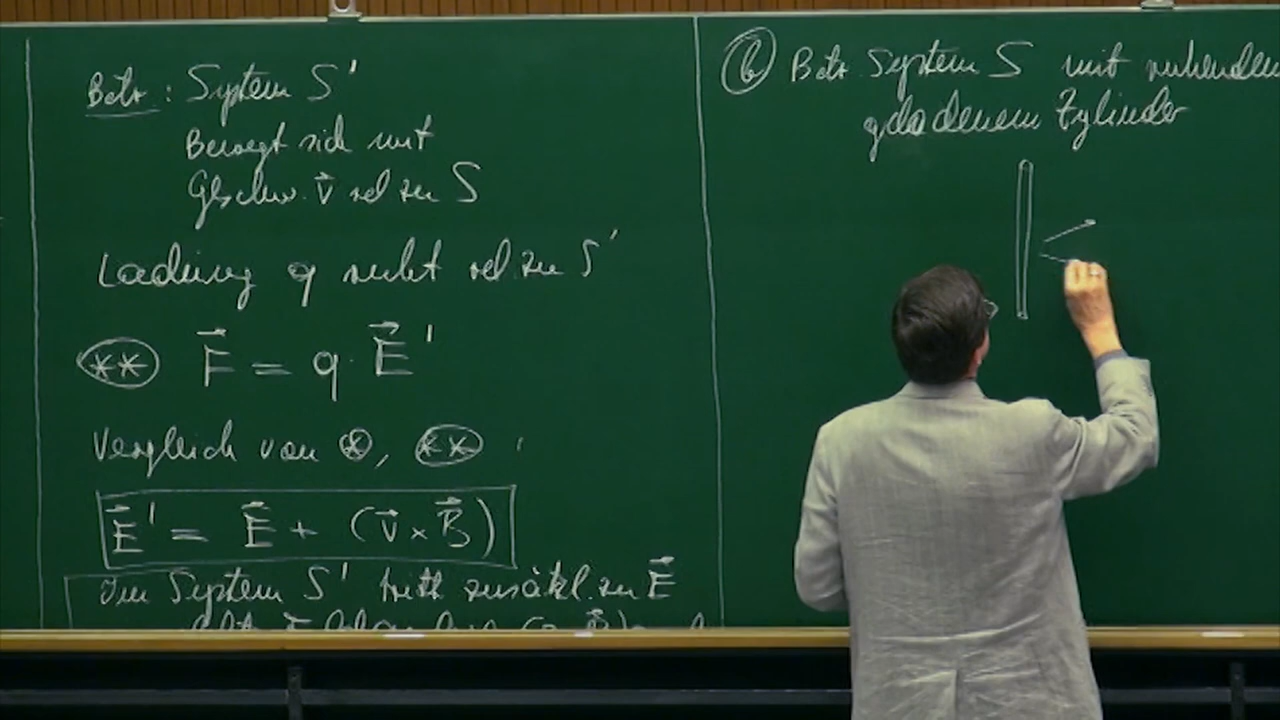 Betr : System S'
Bewegt sich mit
Geschw. v⃗ rel zu S
Ladung q ruht rel. zu S'
(**) F⃗ = q · E⃗'
Vergleich von (*), (**) :
E⃗' = E⃗ + (v⃗ × B⃗)
Im System S' tritt zusätzl. zu E⃗
(b) Betr. System S mit ruhendem
geladenem Zylinder